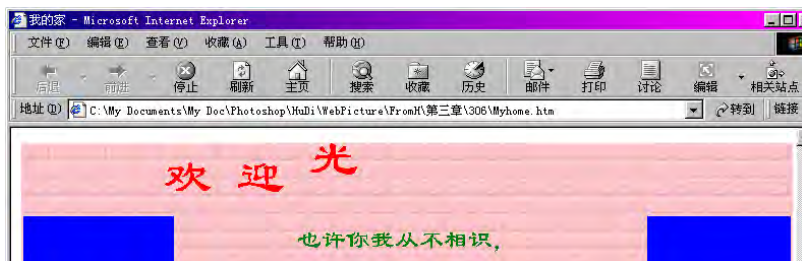 我的家 - Microsoft Internet Explorer
文件(F) 编辑(E) 查看(V) 收藏(A) 工具(T) 帮助(H)
后退 前进 停止 刷新 主页 搜索 收藏 历史 邮件 打印 讨论 编辑 相关站点
地址(D) C:\My Documents\My Doc\Photoshop\HuDi\WebPicture\FromH\第三章\306\Myhome.htm 转到 链接
欢 迎 光
也许你我从不相识,